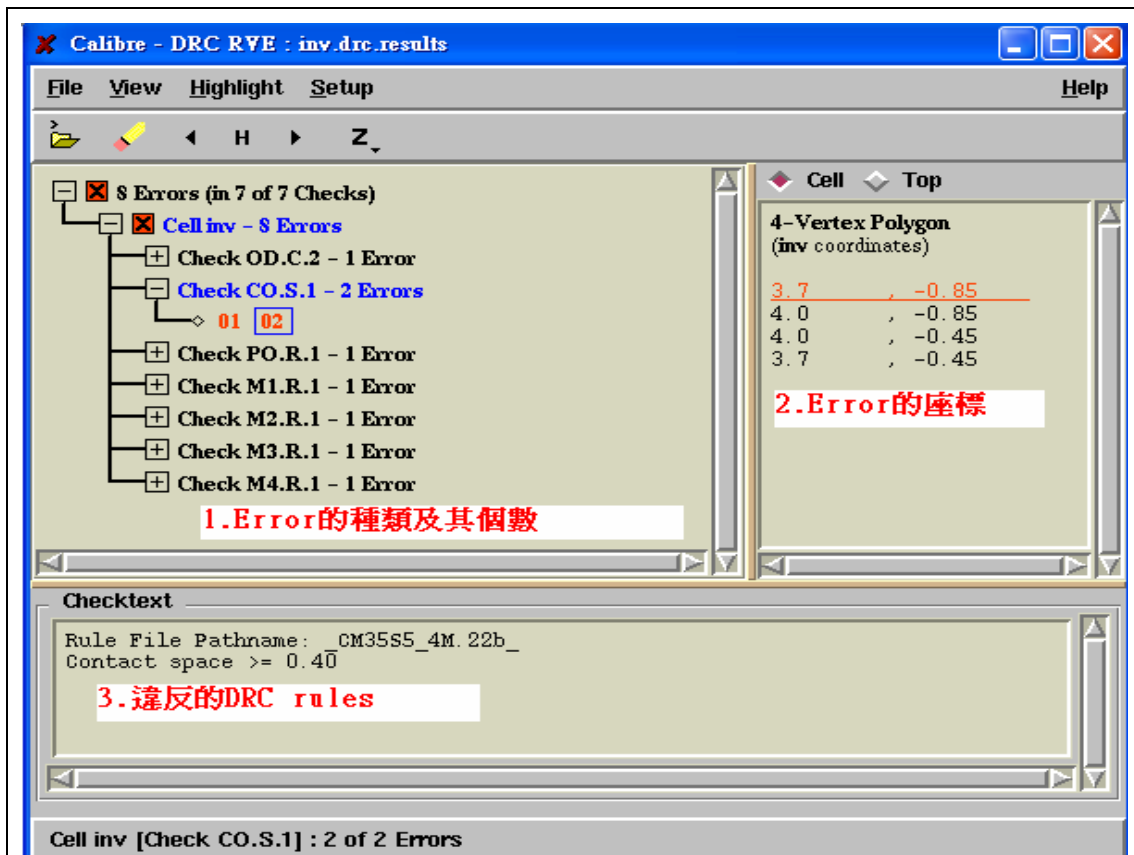 Calibre - DRC RVE : inv.drc.results
File View Highlight Setup Help
H Z
8 Errors (in 7 of 7 Checks)
Cell inv - 8 Errors
Check OD.C.2 - 1 Error
Check CO.S.1 - 2 Errors
01 02
Check PO.R.1 - 1 Error
Check M1.R.1 - 1 Error
Check M2.R.1 - 1 Error
Check M3.R.1 - 1 Error
Check M4.R.1 - 1 Error
1.Error的種類及其個數
Cell Top
4-Vertex Polygon
(inv coordinates)
3.7 , -0.85
4.0 , -0.85
4.0 , -0.45
3.7 , -0.45
2.Error的座標
Checktext
Rule File Pathname: _CM35S5_4M.22b_
Contact space >= 0.40
3.違反的DRC rules
Cell inv [Check CO.S.1] : 2 of 2 Errors